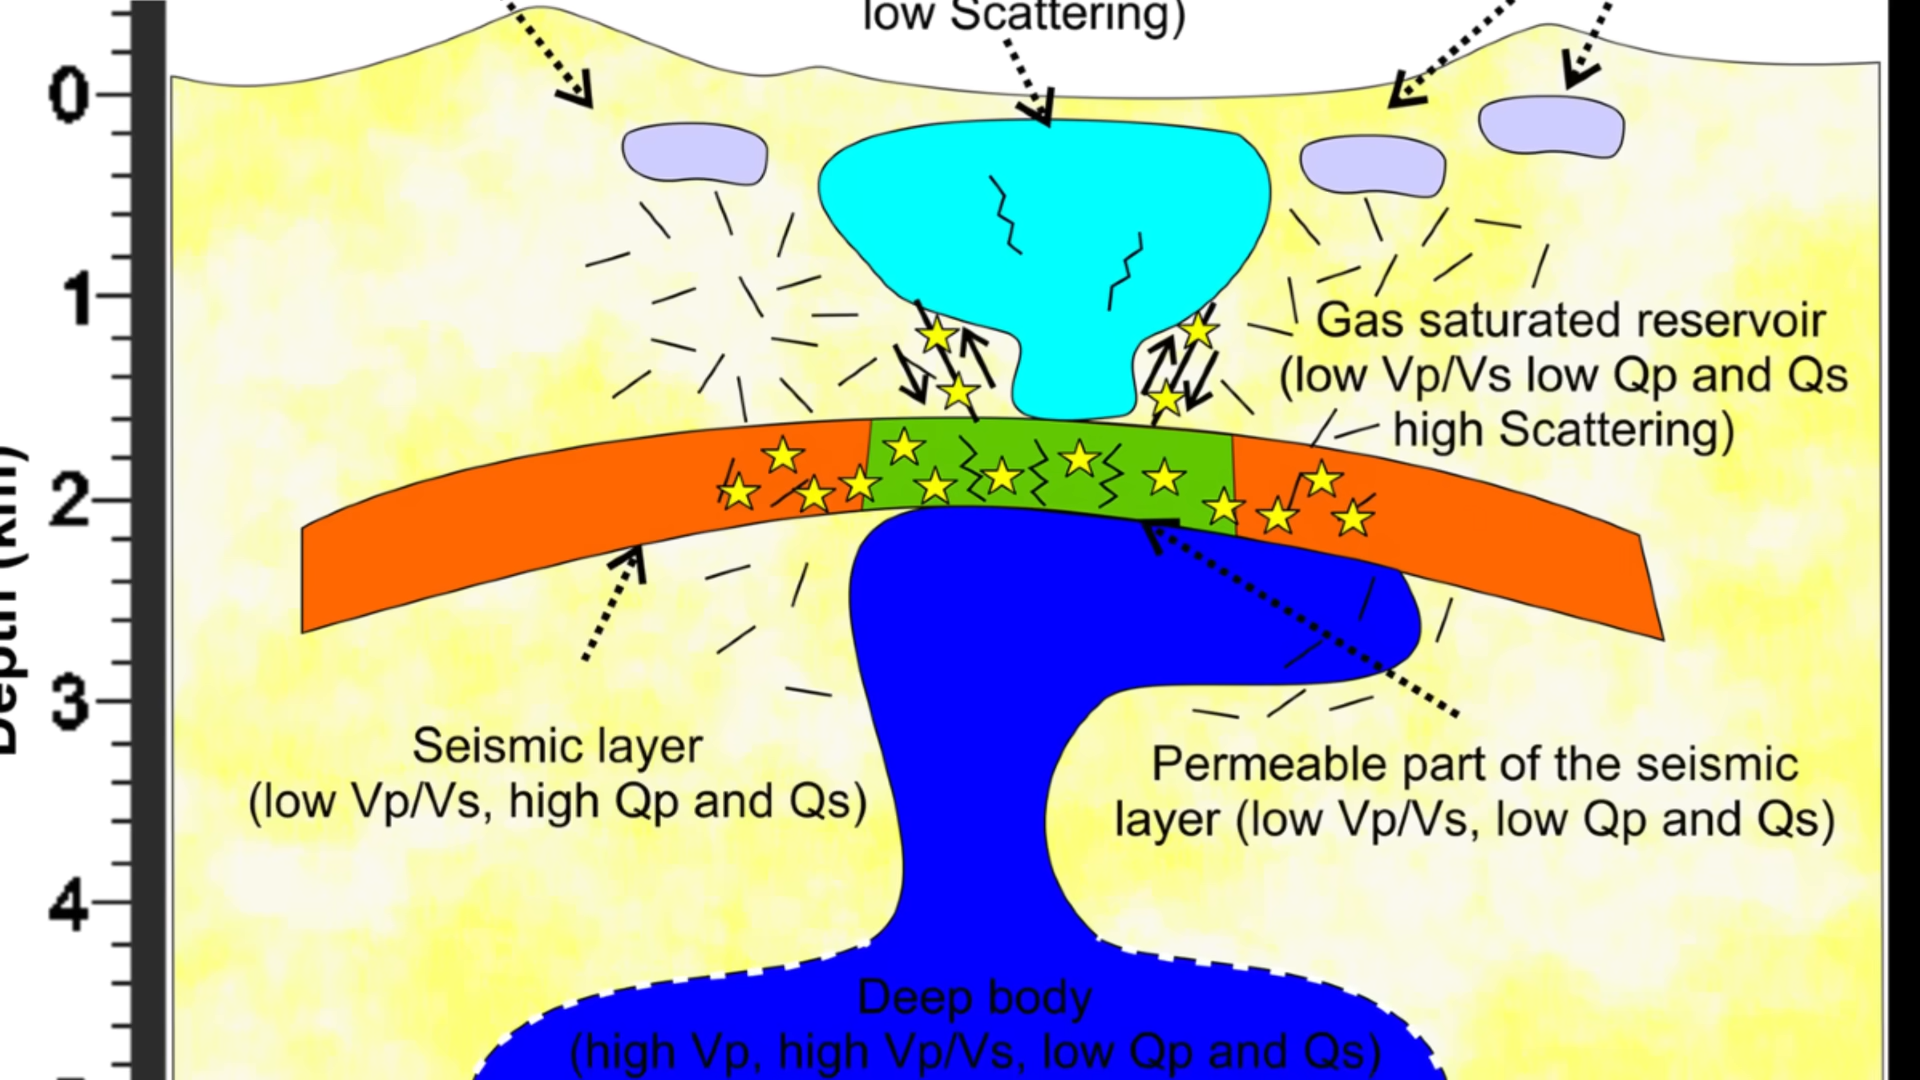 low Scattering)
0
1
Gas saturated reservoir
(low Vp/Vs low Qp and Qs
high Scattering)
2
Depth (km)
3
Seismic layer
(low Vp/Vs, high Qp and Qs)
Permeable part of the seismic
layer (low Vp/Vs, low Qp and Qs)
4
Deep body
(high Vp, high Vp/Vs, low Qp and Qs)